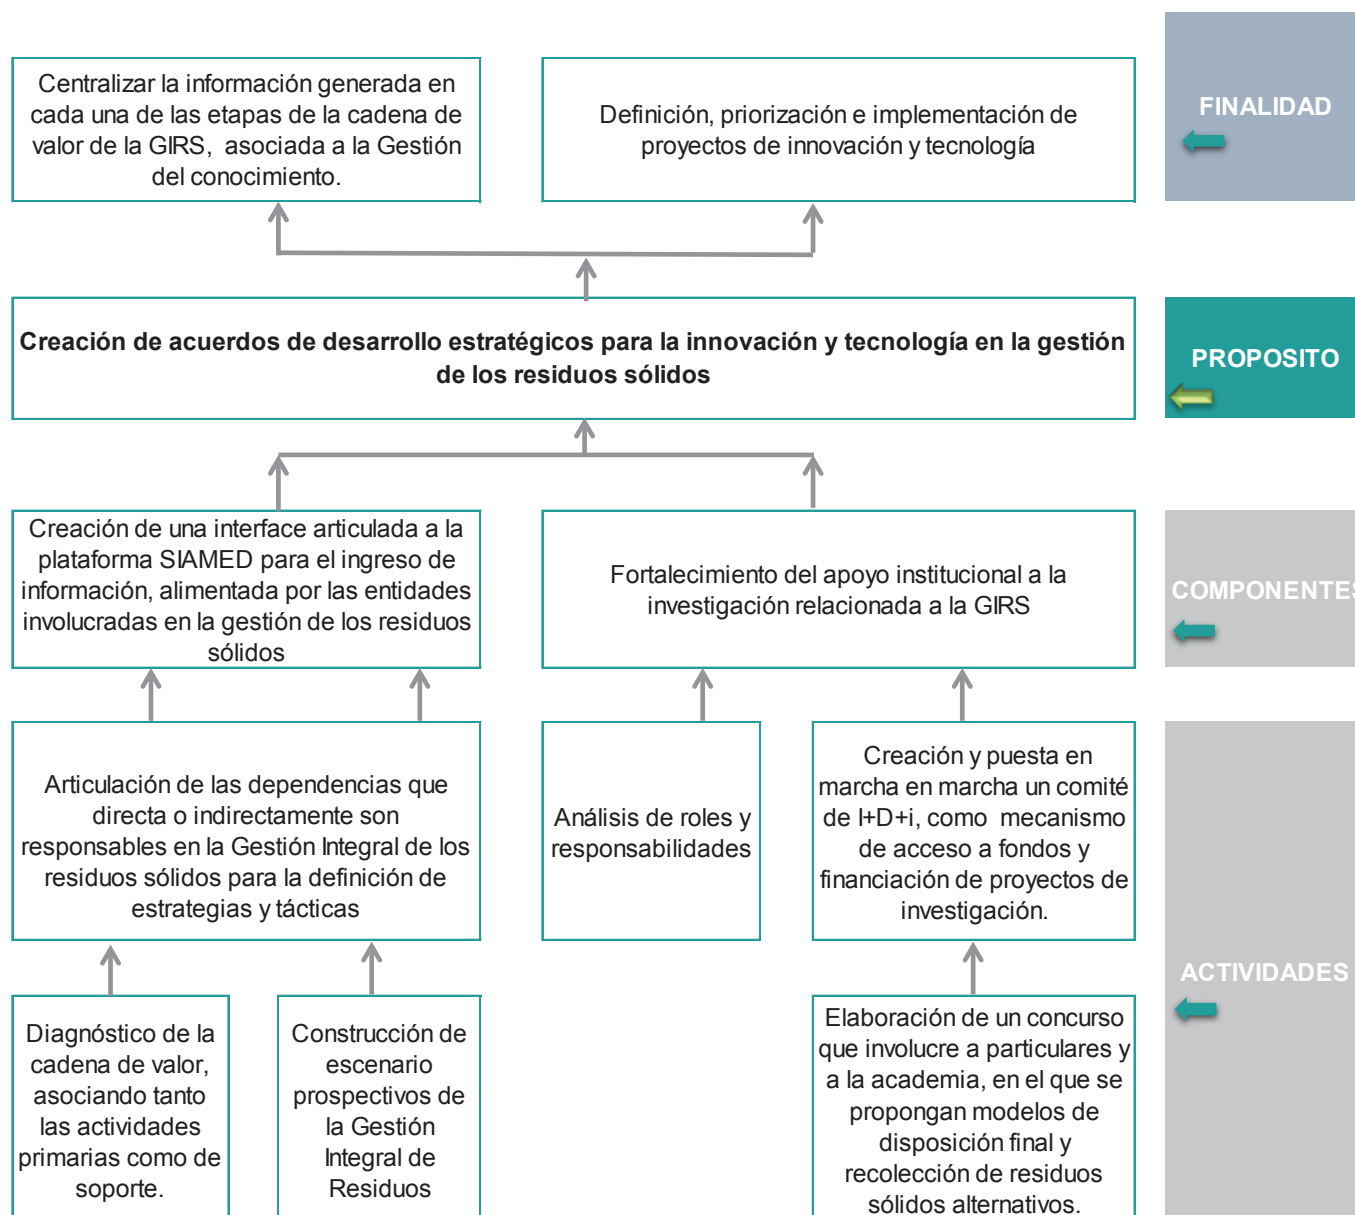 Centralizar la información generada en
cada una de las etapas de la cadena de
valor de la GIRS, asociada a la Gestión
del conocimiento.
Definición, priorización e implementación de
proyectos de innovación y tecnología
FINALIDAD
Creación de acuerdos de desarrollo estratégicos para la innovación y tecnología en la gestión
de los residuos sólidos
PROPOSITO
Creación de una interface articulada a la
plataforma SIAMED para el ingreso de
información, alimentada por las entidades
involucradas en la gestión de los residuos
sólidos
Fortalecimiento del apoyo institucional a la
investigación relacionada a la GIRS
COMPONENTES
Articulación de las dependencias que
directa o indirectamente son
responsables en la Gestión Integral de los
residuos sólidos para la definición de
estrategias y tácticas
Análisis de roles y
responsabilidades
Creación y puesta en
marcha en marcha un comité
de I+D+i, como mecanismo
de acceso a fondos y
financiación de proyectos de
investigación.
ACTIVIDADES
Diagnóstico de la
cadena de valor,
asociando tanto
las actividades
primarias como de
soporte.
Construcción de
escenario
prospectivos de
la Gestión
Integral de
Residuos
Elaboración de un concurso
que involucre a particulares y
a la academia, en el que se
propongan modelos de
disposición final y
recolección de residuos
sólidos alternativos.